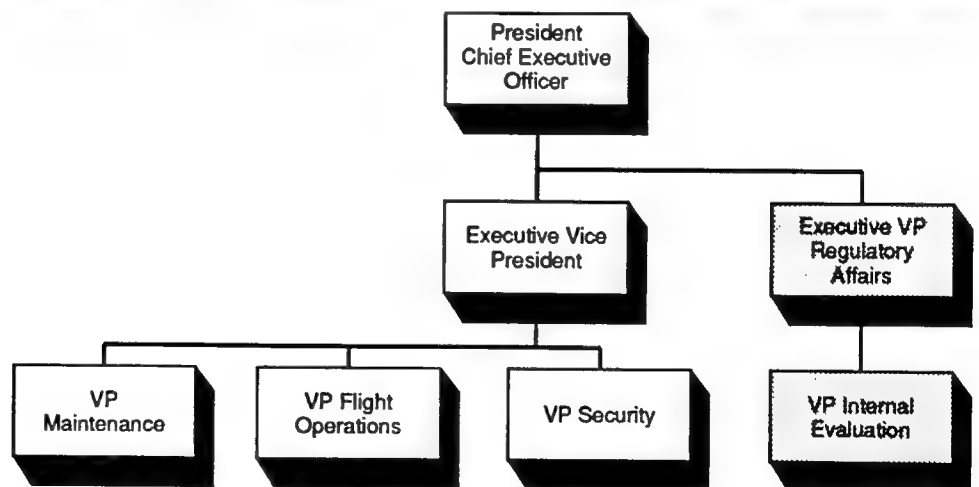 President
Chief Executive
Officer
Executive Vice
President
Executive VP
Regulatory
Affairs
VP
Maintenance
VP Flight
Operations
VP Security
VP Internal
Evaluation